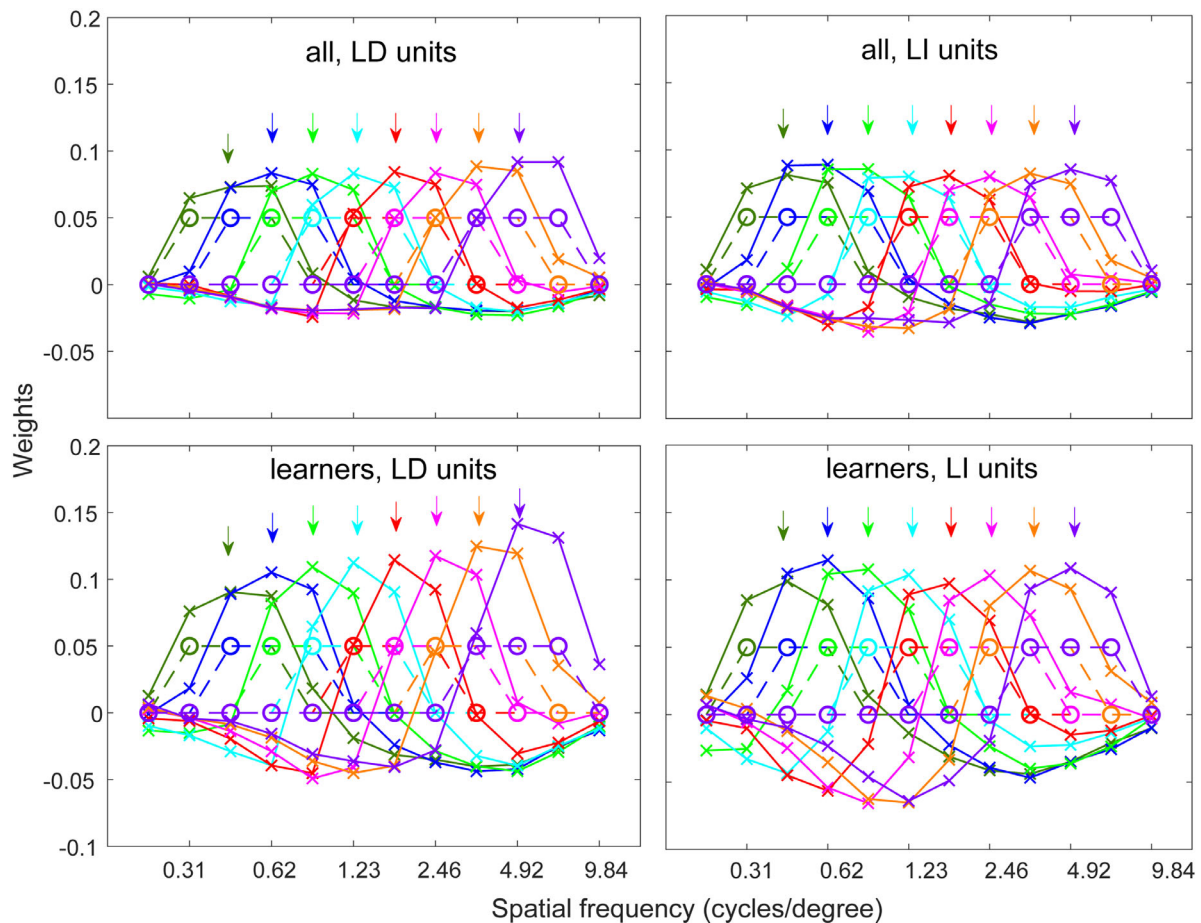 0.2
0.15
0.1
0.05
0
-0.05
all, LD units
all, LI units
Weights
0.2
0.15
0.1
0.05
0
-0.05
-0.1
learners, LD units
learners, LI units
0.31 0.62 1.23 2.46 4.92 9.84
0.31 0.62 1.23 2.46 4.92 9.84
Spatial frequency (cycles/degree)